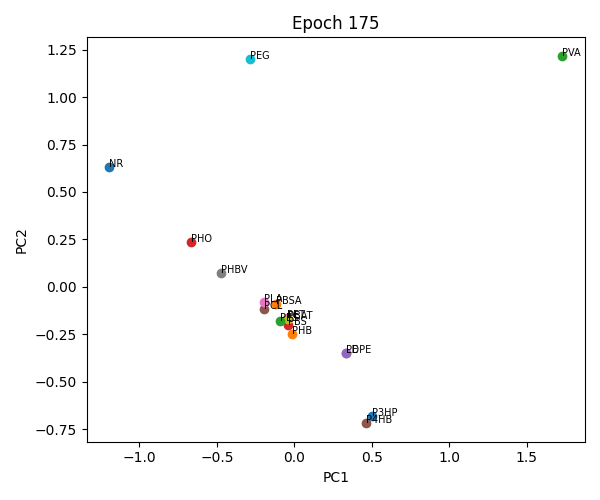 Epoch 175
PEG
PVA
NR
PHO
PHBV
PLA
PBSA
PCL
PBAT
PBS
PHB
LDPE
P3HP
P4HB
PC2
1.25
1.00
0.75
0.50
0.25
0.00
−0.25
−0.50
−0.75
−1.0
−0.5
0.0
0.5
1.0
1.5
PC1